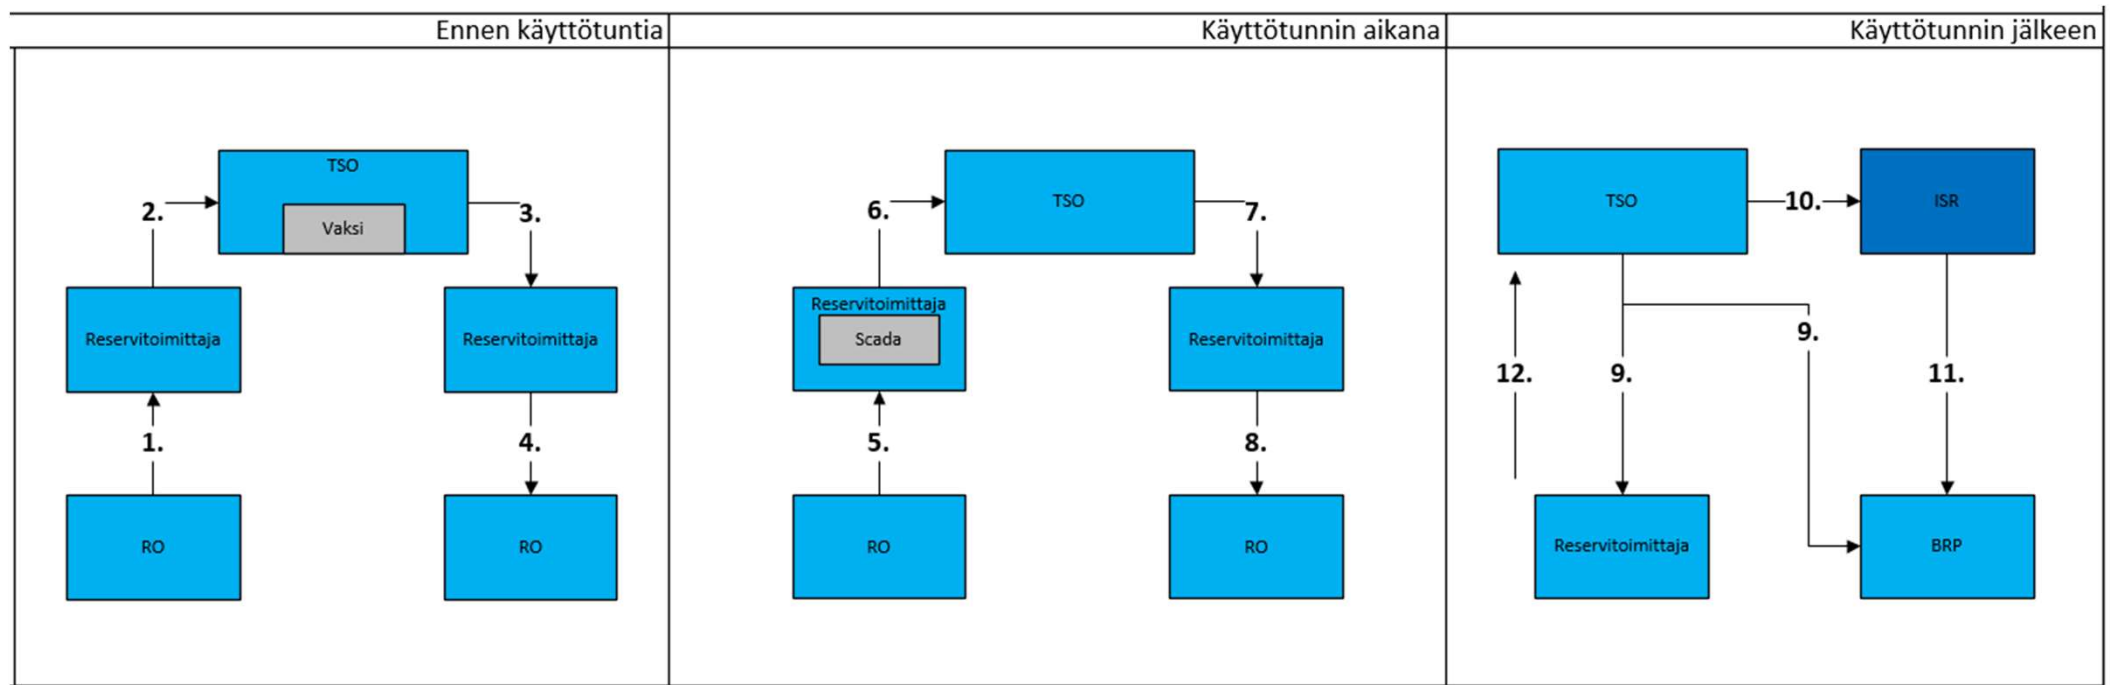 Ennen käyttötuntia
Käyttötunnin aikana
Käyttötunnin jälkeen
TSO
Vaksi
2.
3.
Reservitoimittaja
Reservitoimittaja
1.
4.
RO
RO
TSO
6.
7.
Reservitoimittaja
Scada
Reservitoimittaja
5.
8.
RO
RO
TSO
10.
ISR
9.
12.
9.
11.
Reservitoimittaja
BRP